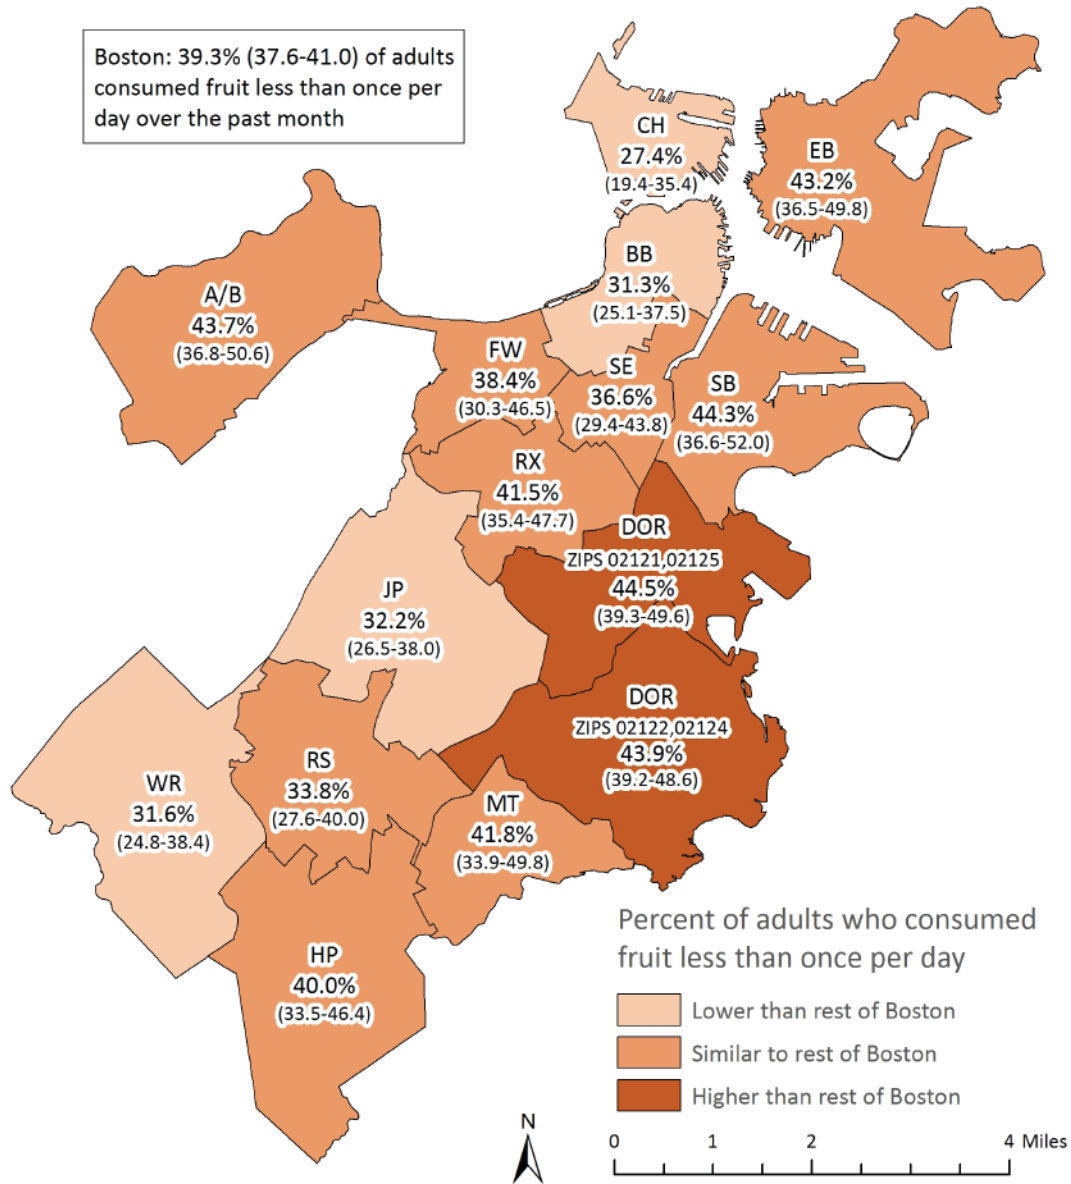 Boston: 39.3% (37.6-41.0) of adults
consumed fruit less than once per
day over the past month
CH
27.4%
(19.4-35.4)
EB
43.2%
(36.5-49.8)
BB
31.3%
(25.1-37.5)
A/B
43.7%
(36.8-50.6)
FW
38.4%
(30.3-46.5)
SE
36.6%
(29.4-43.8)
SB
44.3%
(36.6-52.0)
RX
41.5%
(35.4-47.7)
DOR
ZIPS 02121,02125
44.5%
(39.3-49.6)
JP
32.2%
(26.5-38.0)
DOR
ZIPS 02122,02124
43.9%
(39.2-48.6)
RS
33.8%
(27.6-40.0)
WR
31.6%
(24.8-38.4)
MT
41.8%
(33.9-49.8)
HP
40.0%
(33.5-46.4)
Percent of adults who consumed
fruit less than once per day
Lower than rest of Boston
Similar to rest of Boston
Higher than rest of Boston
N
0 1 2 4 Miles